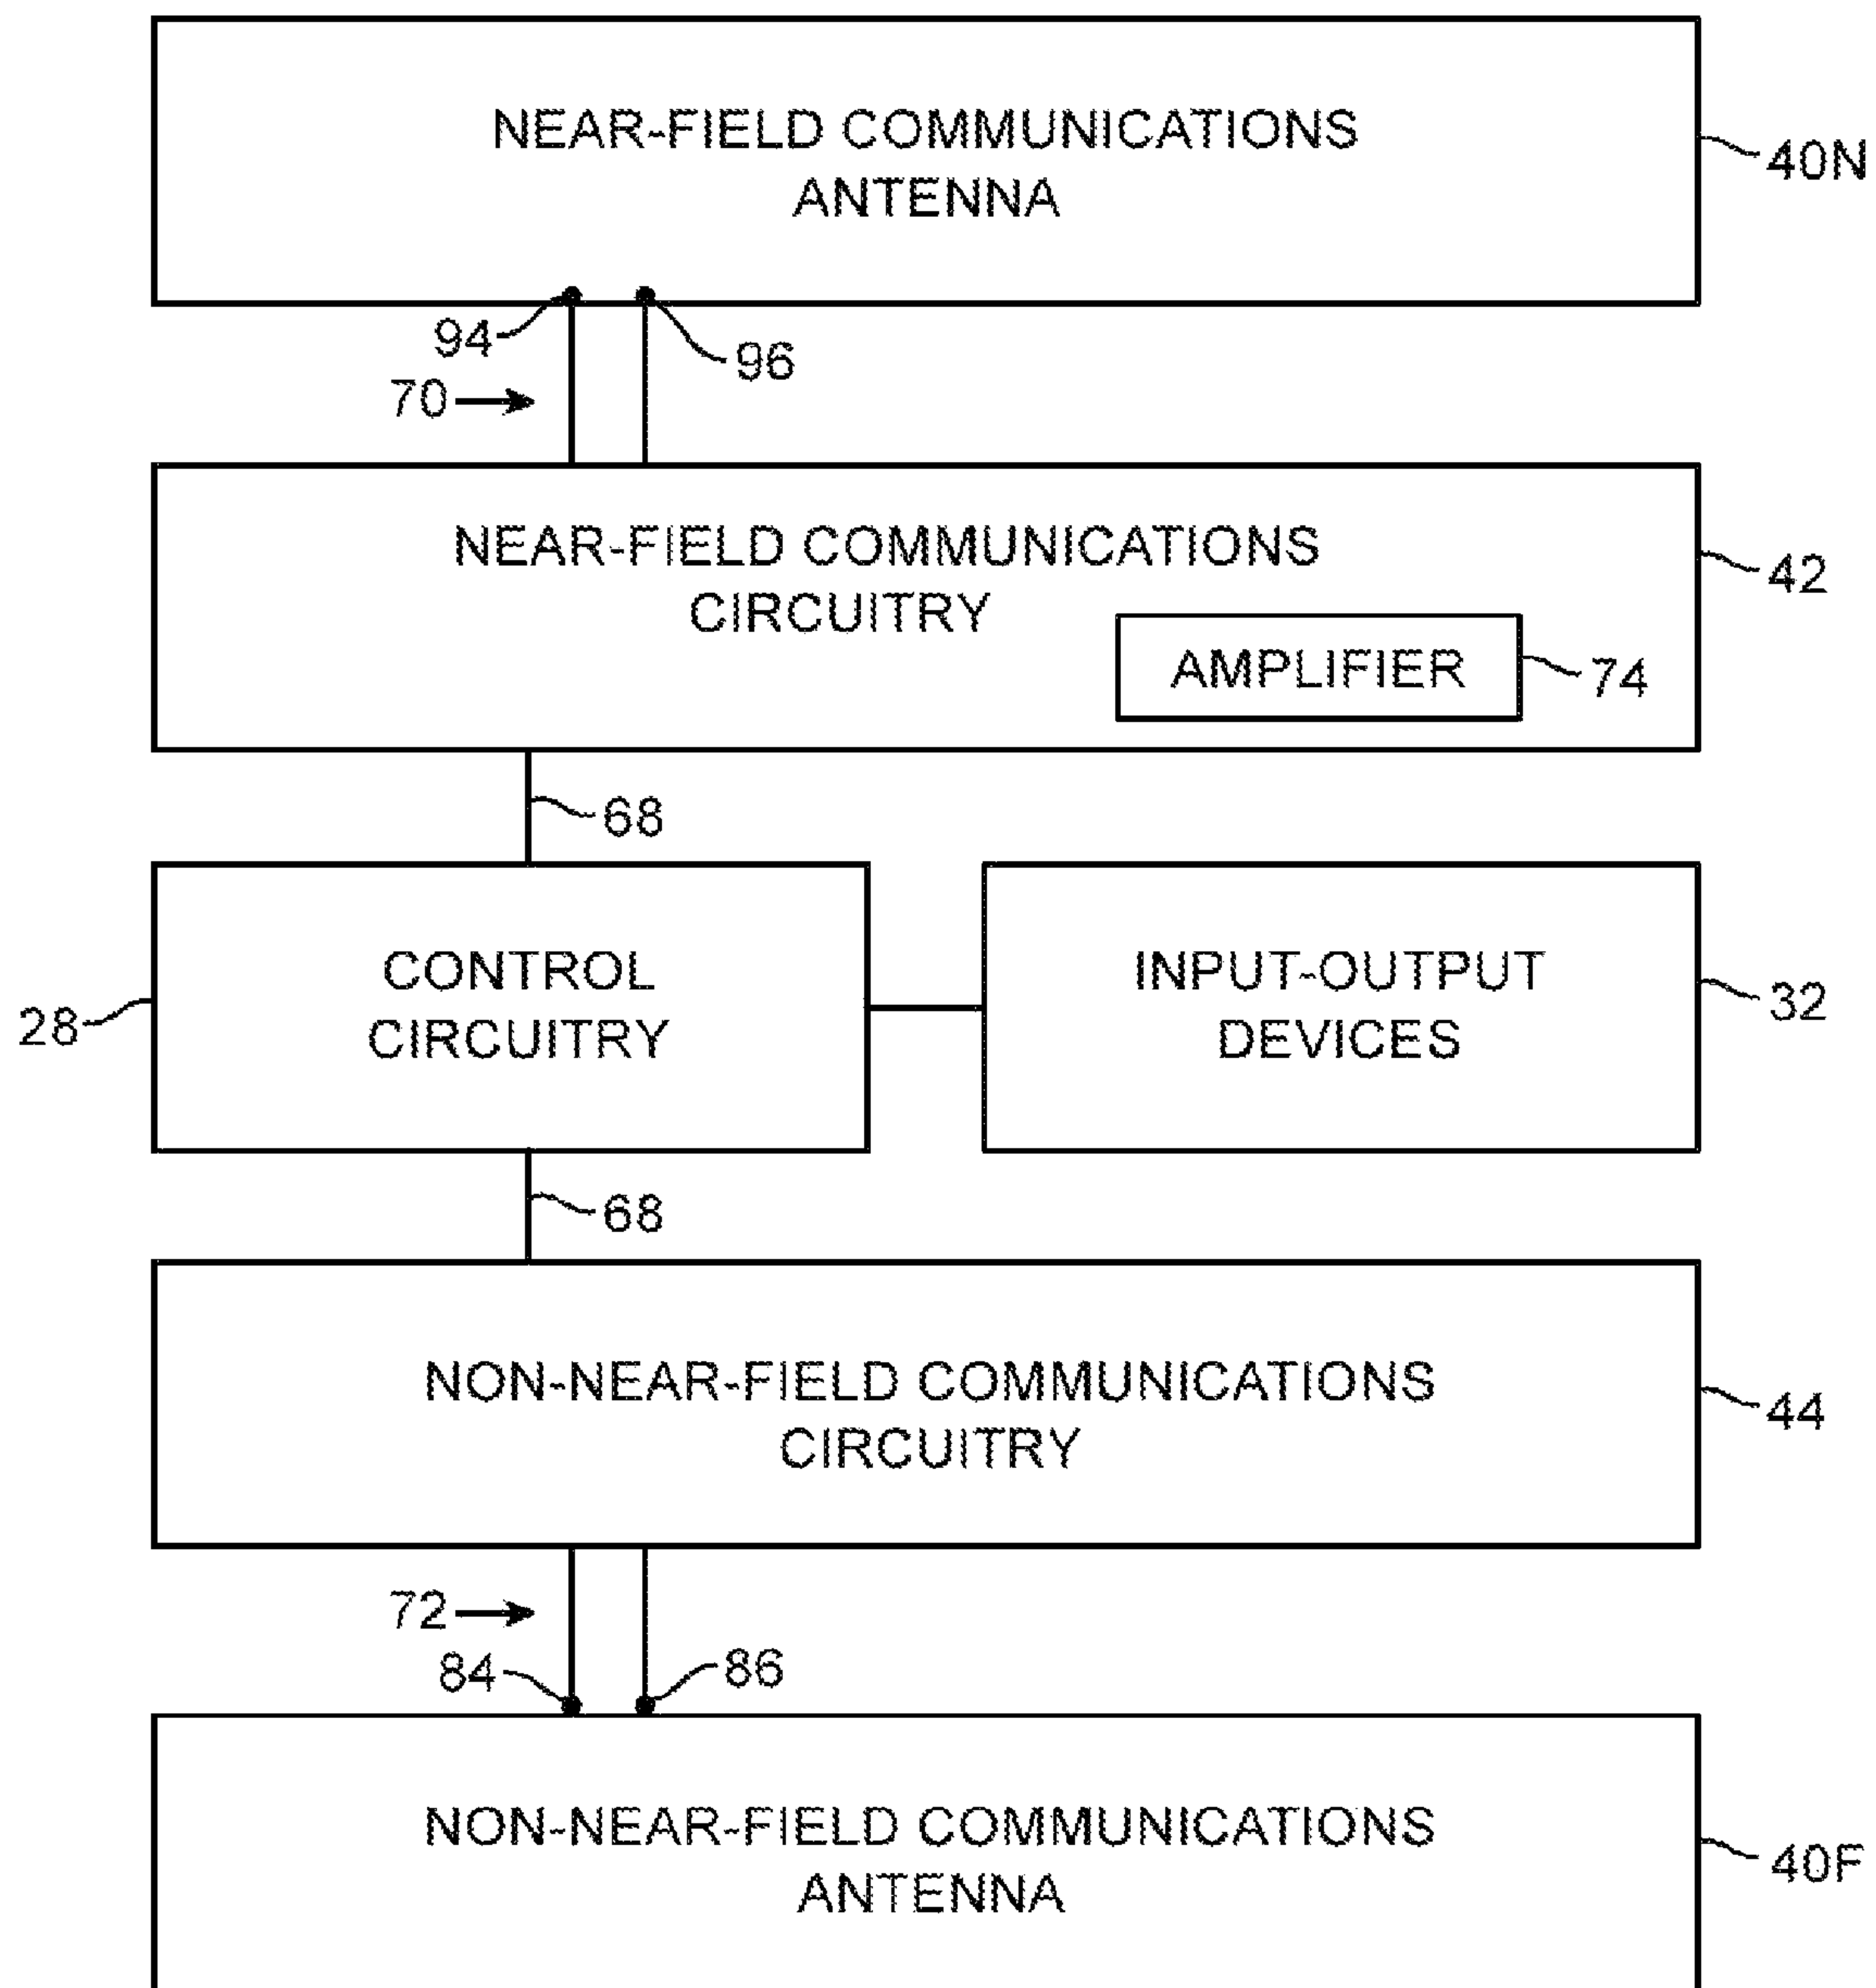 NEAR-FIELD COMMUNICATIONS
ANTENNA
40N
94
96
70
NEAR-FIELD COMMUNICATIONS
CIRCUITRY
42
AMPLIFIER
74
68
CONTROL
CIRCUITRY
28
INPUT-OUTPUT
DEVICES
32
68
NON-NEAR-FIELD COMMUNICATIONS
CIRCUITRY
44
72
84
86
NON-NEAR-FIELD COMMUNICATIONS
ANTENNA
40F